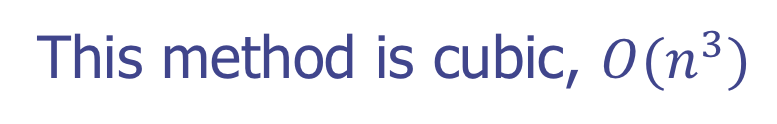 This method is cubic, O(n³)